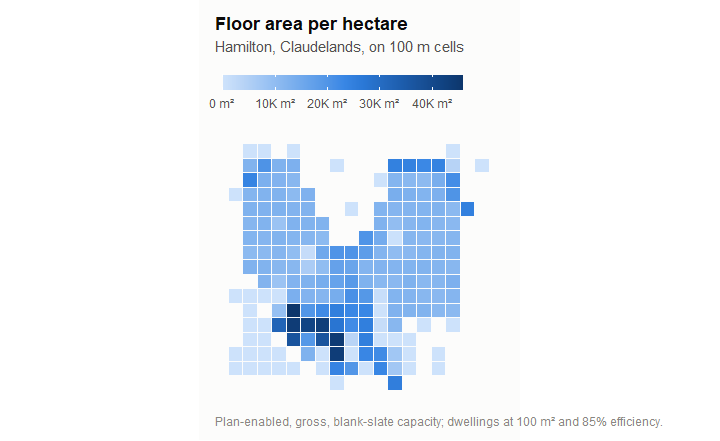 Floor area per hectare
Hamilton, Claudelands, on 100 m cells
0 m² 10K m² 20K m² 30K m² 40K m²
Plan-enabled, gross, blank-slate capacity; dwellings at 100 m² and 85% efficiency.